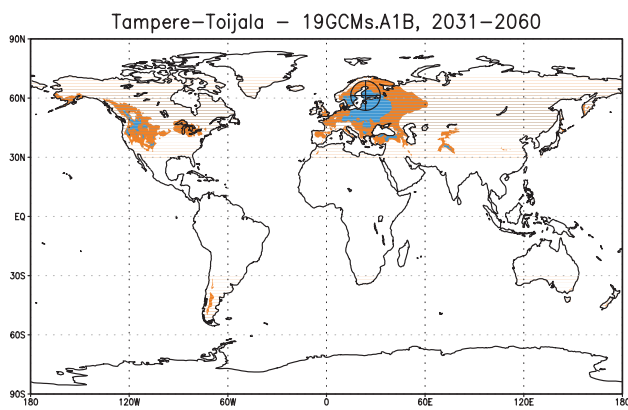 Tampere-Toijala - 19GCMs.A1B, 2031-2060
90N
60N
30N
EQ
30S
60S
90S
180 120W 60W 0 60E 120E 180